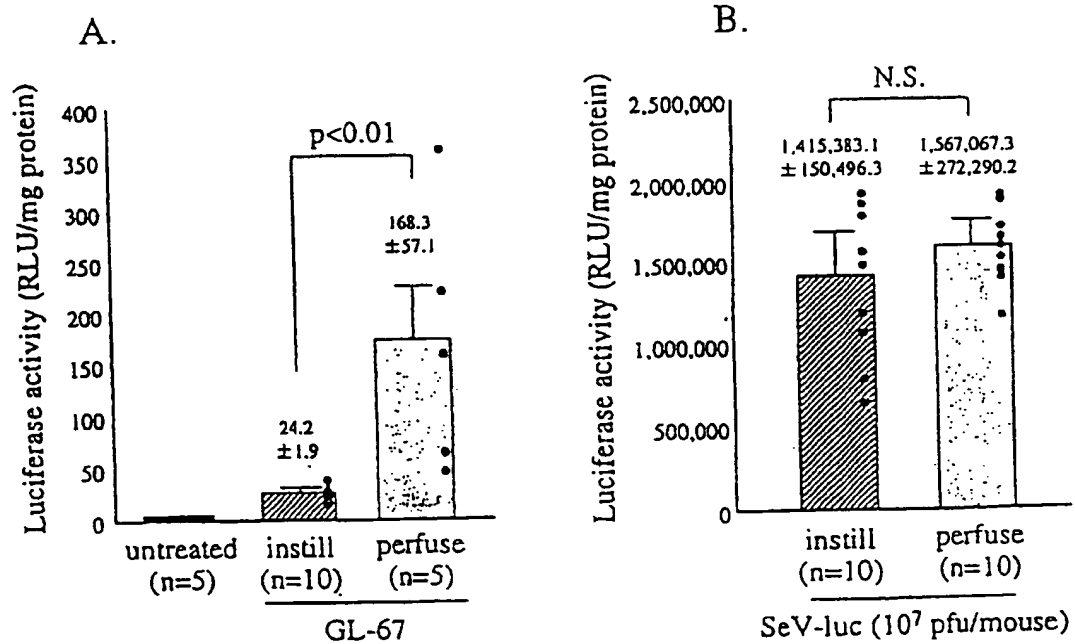 A.
Luciferase activity (RLU/mg protein)
400
350
300
250
200
150
100
50
0
p<0.01
168.3
±57.1
24.2
±1.9
untreated
(n=5)
instill
(n=10)
perfuse
(n=5)
GL-67
B.
Luciferase activity (RLU/mg protein)
2,500,000
2,000,000
1,500,000
1,000,000
500,000
0
N.S.
1,415,383.1
±150,496.3
1,567,067.3
±272,290.2
instill
(n=10)
perfuse
(n=10)
SeV-luc (10⁷ pfu/mouse)